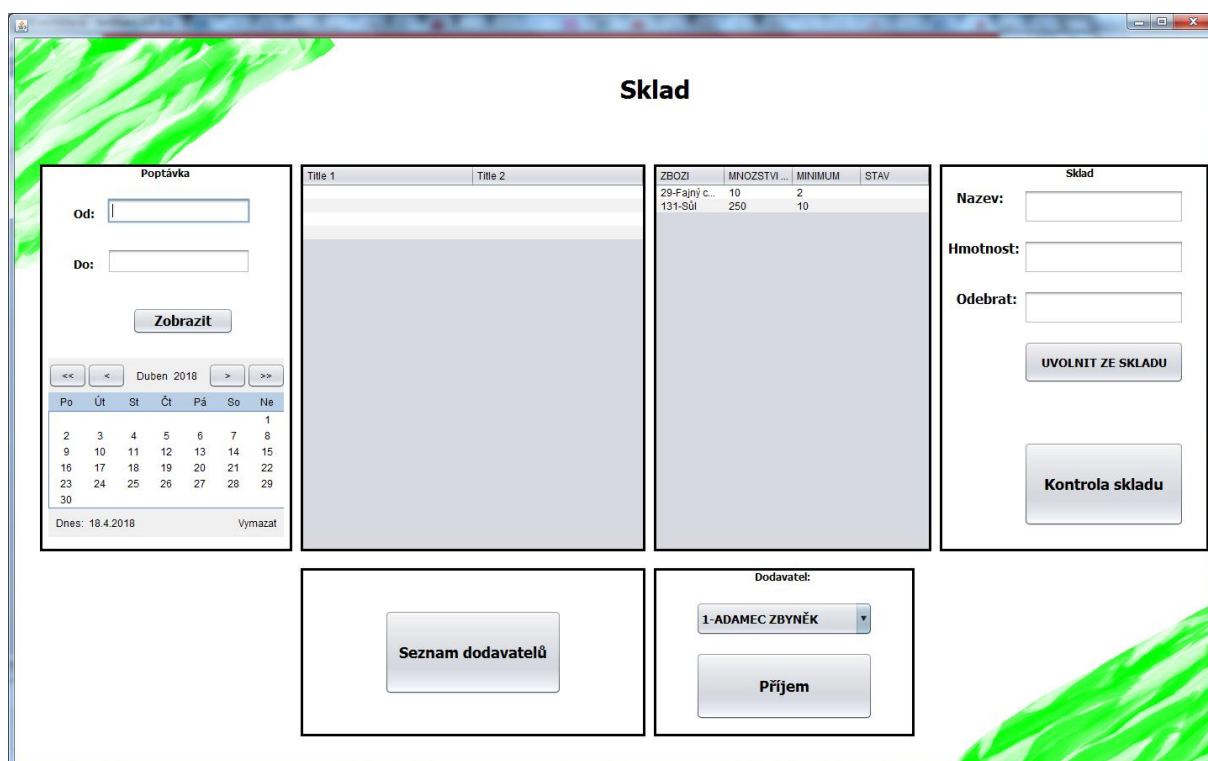 Sklad
Poptávka
Od:
Do:
Zobrazit
<< < Duben 2018 > >>
Po Út St Čt Pá So Ne
1
2 3 4 5 6 7 8
9 10 11 12 13 14 15
16 17 18 19 20 21 22
23 24 25 26 27 28 29
30
Dnes: 18.4.2018 Vymazat
Title 1 Title 2
ZBOZI MNOZSTVI ... MINIMUM STAV
29-Fajný c... 10 2
131-Sůl 250 10
Sklad
Nazev:
Hmotnost:
Odebrat:
UVOLNIT ZE SKLADU
Kontrola skladu
Seznam dodavatelů
Dodavatel:
1-ADAMEC ZBYNĚK
Příjem